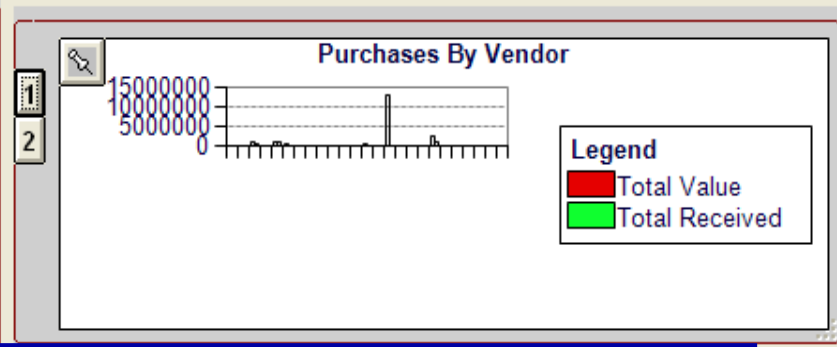 Purchases By Vendor
1
2
15000000
10000000
5000000
0
Legend
Total Value
Total Received